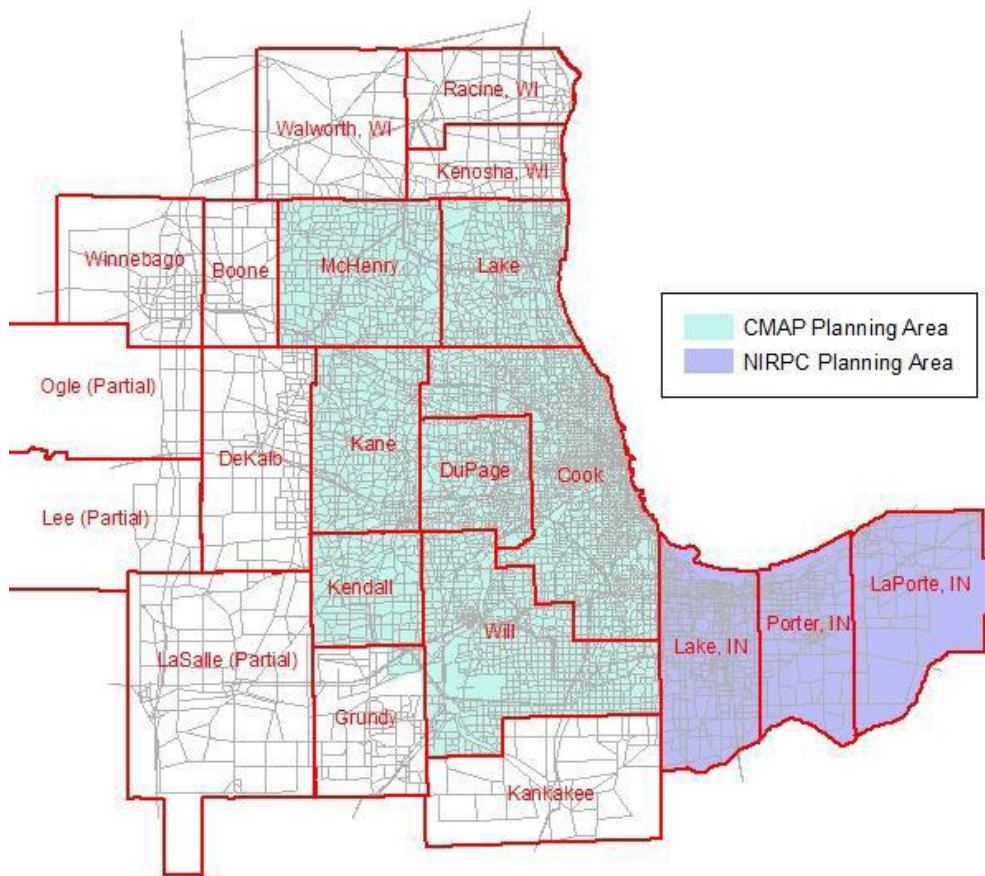 Racine, WI
Walworth, WI
Kenosha, WI
Winnebago
Boone
McHenry
Lake
CMAP Planning Area
NIRPC Planning Area
Ogle (Partial)
Kane
DeKalb
DuPage
Cook
Lee (Partial)
Kendall
LaPorte, IN
Will
Lake, IN
Porter, IN
LaSalle (Partial)
Grundy
Kankakee